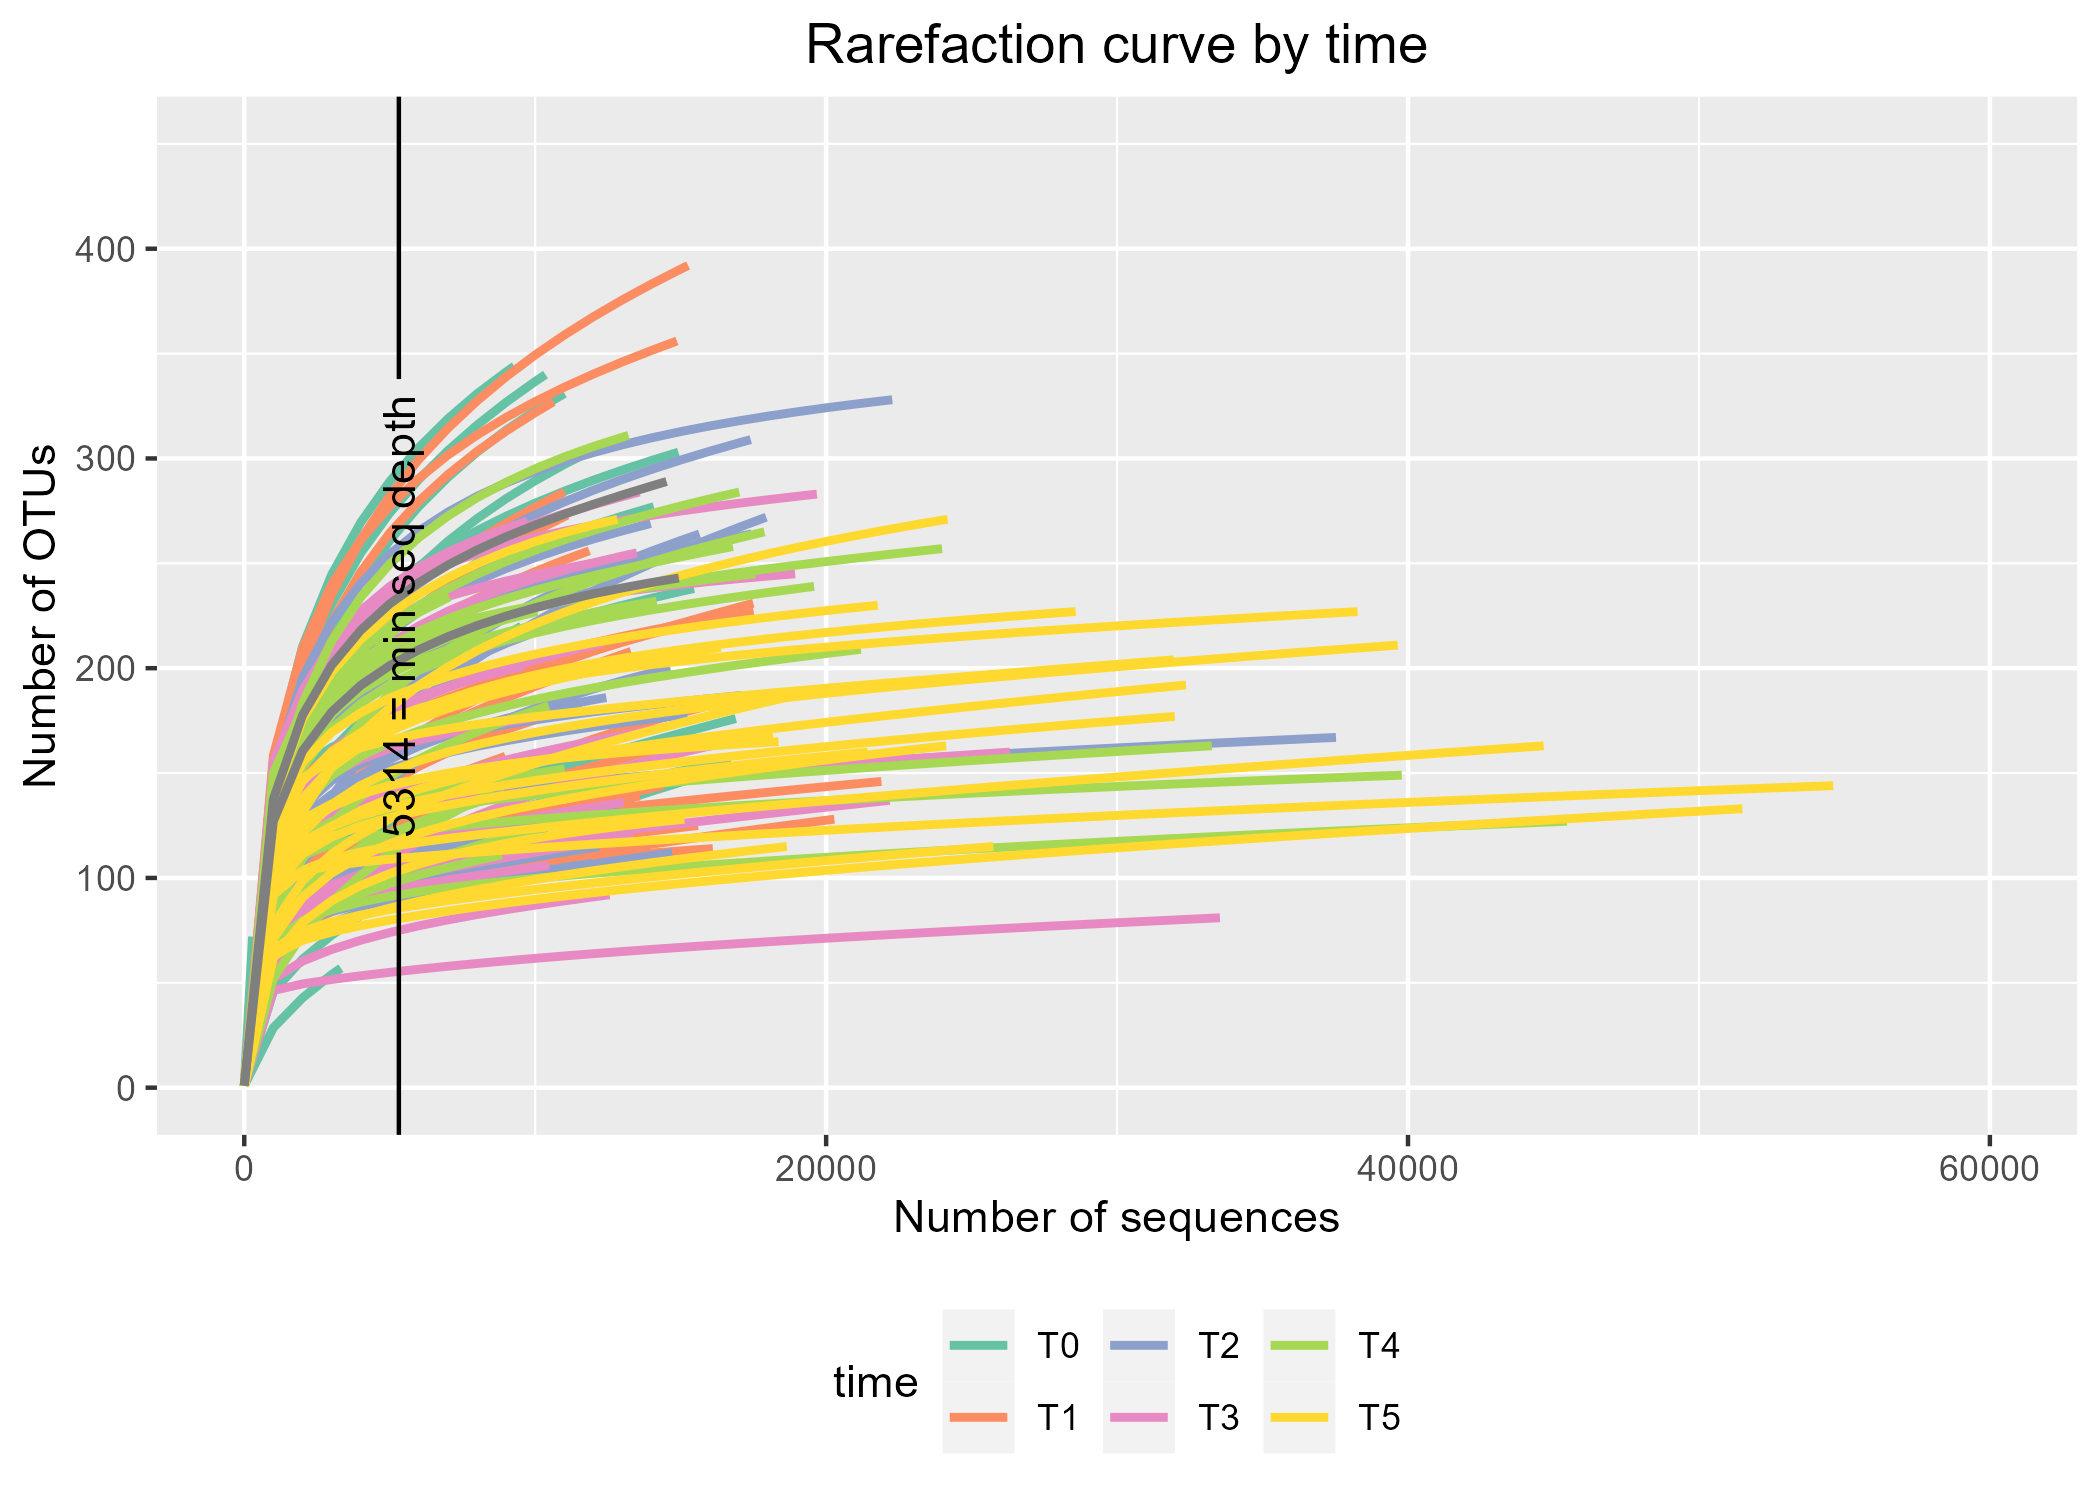 Rarefaction curve by time
Number of OTUs
400
300
200
100
0
5314 = min seq depth
0 20000 40000 60000
Number of sequences
time
T0 T2 T4
T1 T3 T5